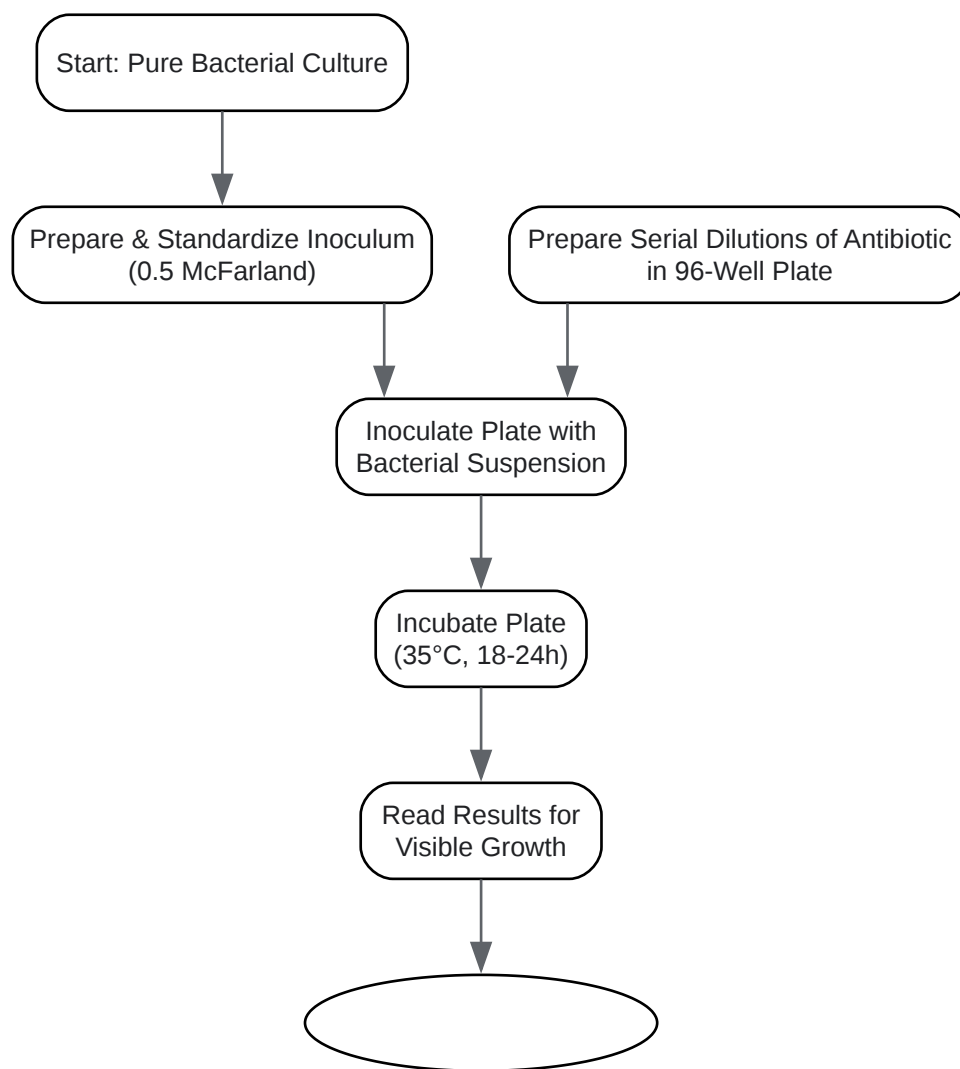 Start: Pure Bacterial Culture
Prepare & Standardize Inoculum
(0.5 McFarland)
Prepare Serial Dilutions of Antibiotic
in 96-Well Plate
Inoculate Plate with
Bacterial Suspension
Incubate Plate
(35°C, 18-24h)
Read Results for
Visible Growth